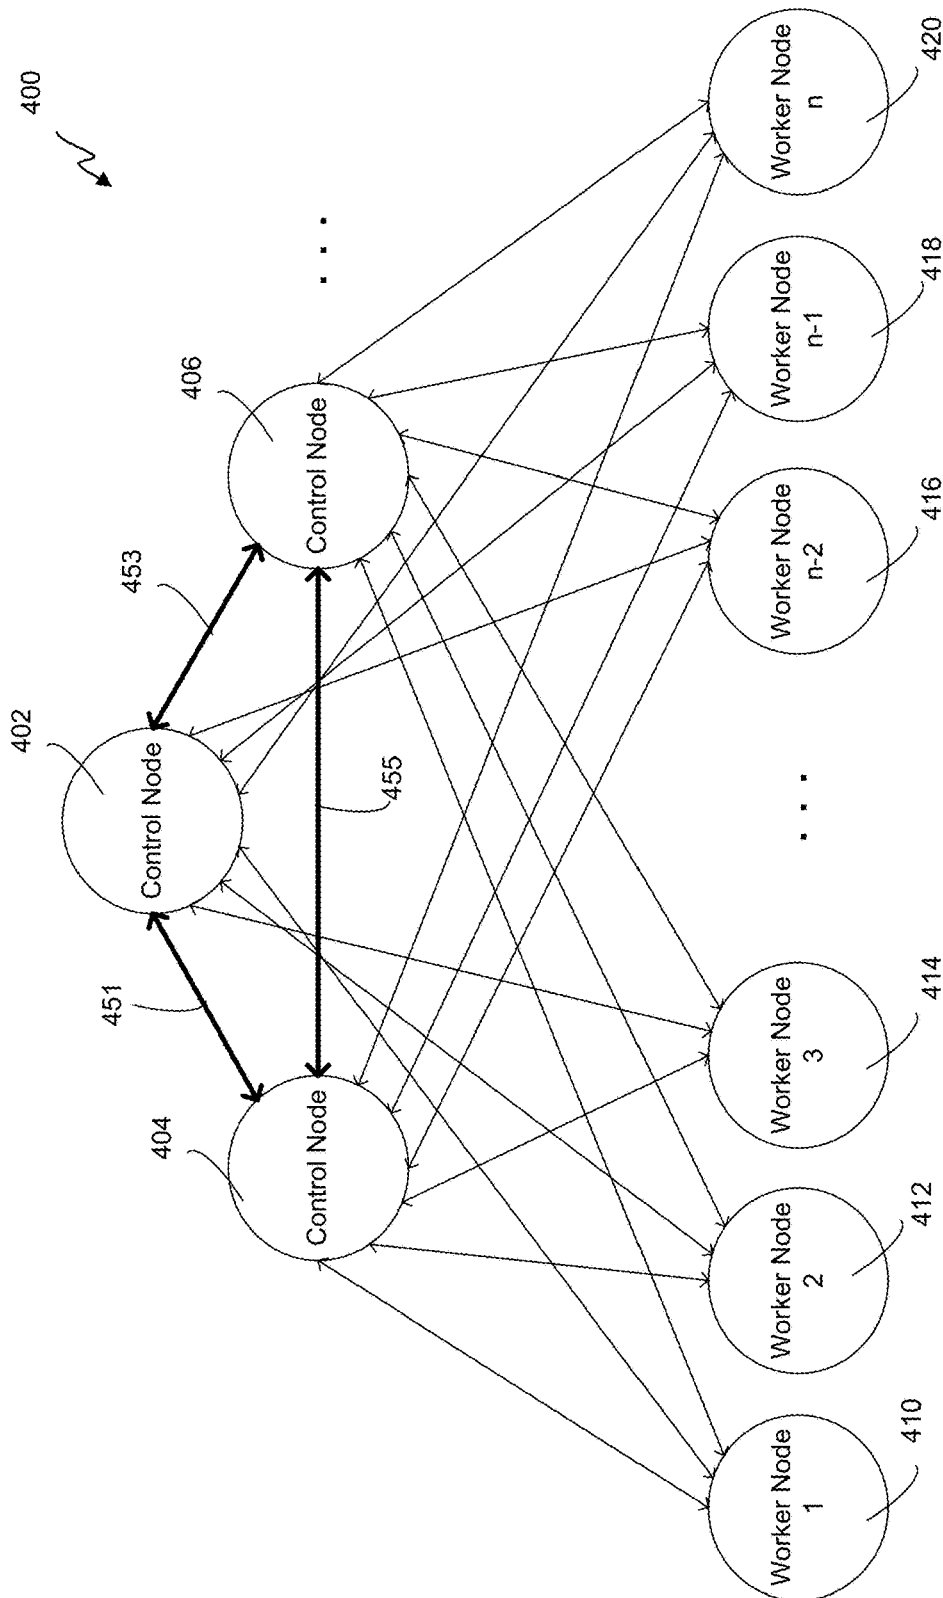 400
402
Control Node
451
453
404
Control Node
406
Control Node
. . .
455
Worker Node
1
410
Worker Node
2
412
Worker Node
3
414
. . .
Worker Node
n-2
416
Worker Node
n-1
418
Worker Node
n
420